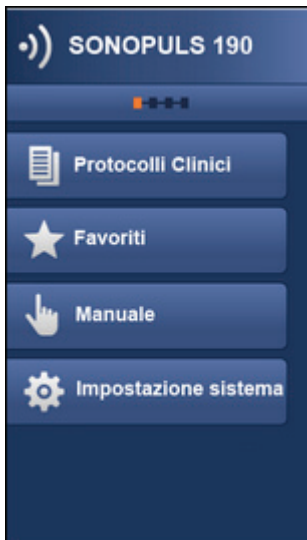 SONOPULS 190
Protocolli Clinici
Favoriti
Manuale
Impostazione sistema